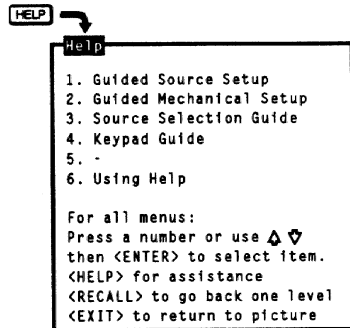 HELP
Help
1. Guided Source Setup
2. Guided Mechanical Setup
3. Source Selection Guide
4. Keypad Guide
5. -
6. Using Help
For all menus:
Press a number or use △ ▽
then <ENTER> to select item.
<HELP> for assistance
<RECALL> to go back one level
<EXIT> to return to picture